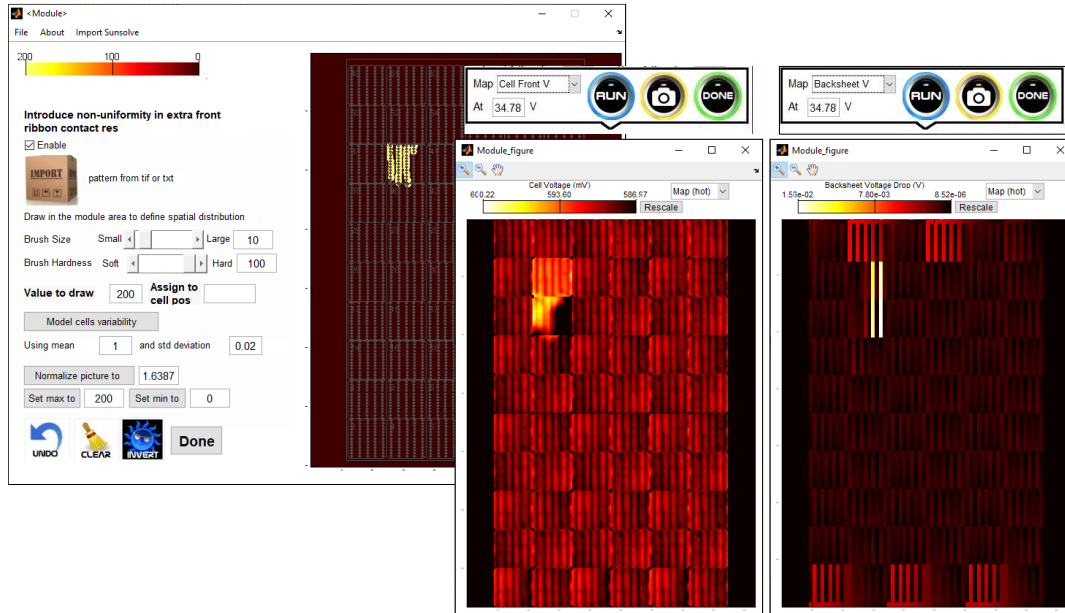 <Module>
File About Import Sunsolve
200 100 0
Introduce non-uniformity in extra front
ribbon contact res
Enable
IMPORT
pattern from tif or txt
Draw in the module area to define spatial distribution
Brush Size Small Large 10
Brush Hardness Soft Hard 100
Value to draw 200 Assign to
cell pos
Model cells variability
Using mean 1 and std deviation 0.02
Normalize picture to 1.6387
Set max to 200 Set min to 0
UNDO CLEAR INVERT Done
Map Cell Front V RUN DONE
At 34.78 V
Module_figure
Cell Voltage (mV)
600.22 593.60 586.97 Map (hot)
Rescale
Map Backsheet V RUN DONE
At 34.78 V
Module_figure
Backsheet Voltage Drop (V)
7.80e-03 8.52e-06 Map (hot)
Rescale